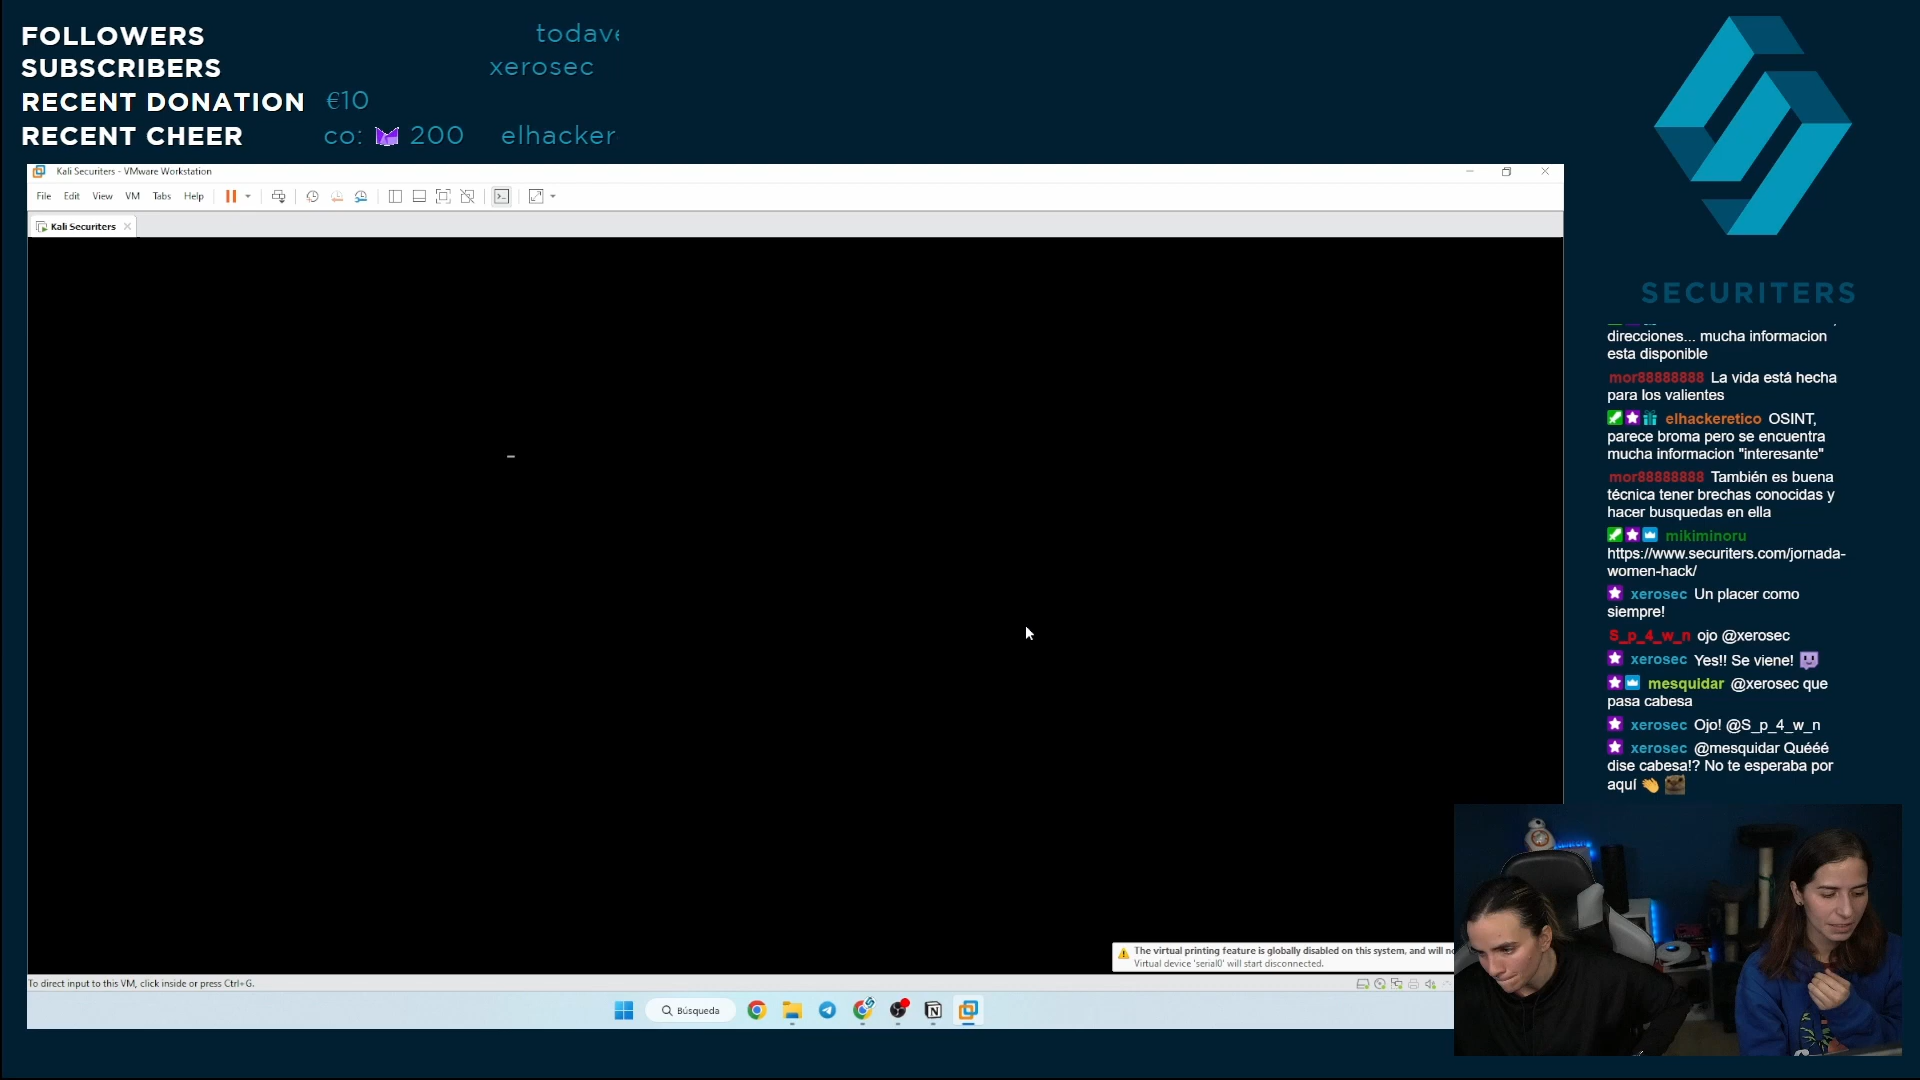 FOLLOWERS
SUBSCRIBERS xerosec
RECENT DONATION €10
RECENT CHEER co: 200 elhacker
Kali Securiters - VMware Workstation
File Edit View VM Tabs Help
Kali Securiters
The virtual printing feature is globally disabled on this system, and will
Virtual device 'serial0' will start disconnected.
To direct input to this VM, click inside or press Ctrl+G.
Búsqueda
SECURITERS
direcciones... mucha informacion
esta disponible
mor88888888 La vida está hecha
para los valientes
elhackeretico OSINT,
parece broma pero se encuentra
mucha informacion "interesante"
mor88888888 También es buena
técnica tener brechas conocidas y
hacer busquedas en ella
mikiminoru
https://www.securiters.com/jornada-
women-hack/
xerosec Un placer como
siempre!
S_p_4_w_n ojo @xerosec
xerosec Yes!! Se viene!
mesquidar @xerosec que
pasa cabesa
xerosec Ojo! @S_p_4_w_n
xerosec @mesquidar Quééé
dise cabesa!? No te esperaba por
aquí